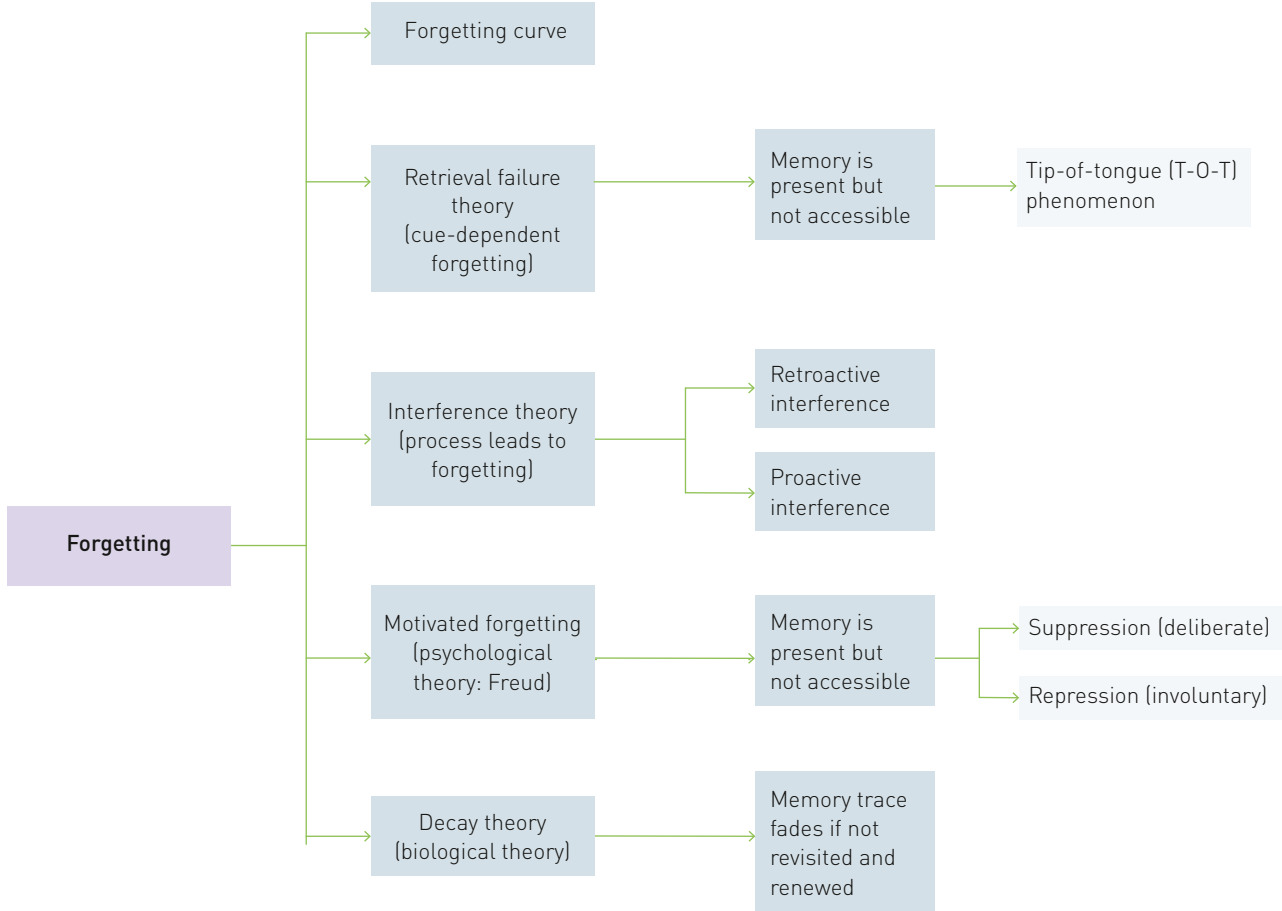 Forgetting curve
Retrieval failure
theory
(cue-dependent
forgetting)
Memory is
present but
not accessible
Tip-of-tongue (T-O-T)
phenomenon
Interference theory
(process leads to
forgetting)
Retroactive
interference
Proactive
interference
Forgetting
Motivated forgetting
(psychological
theory: Freud)
Memory is
present but
not accessible
Suppression (deliberate)
Repression (involuntary)
Decay theory
(biological theory)
Memory trace
fades if not
revisited and
renewed